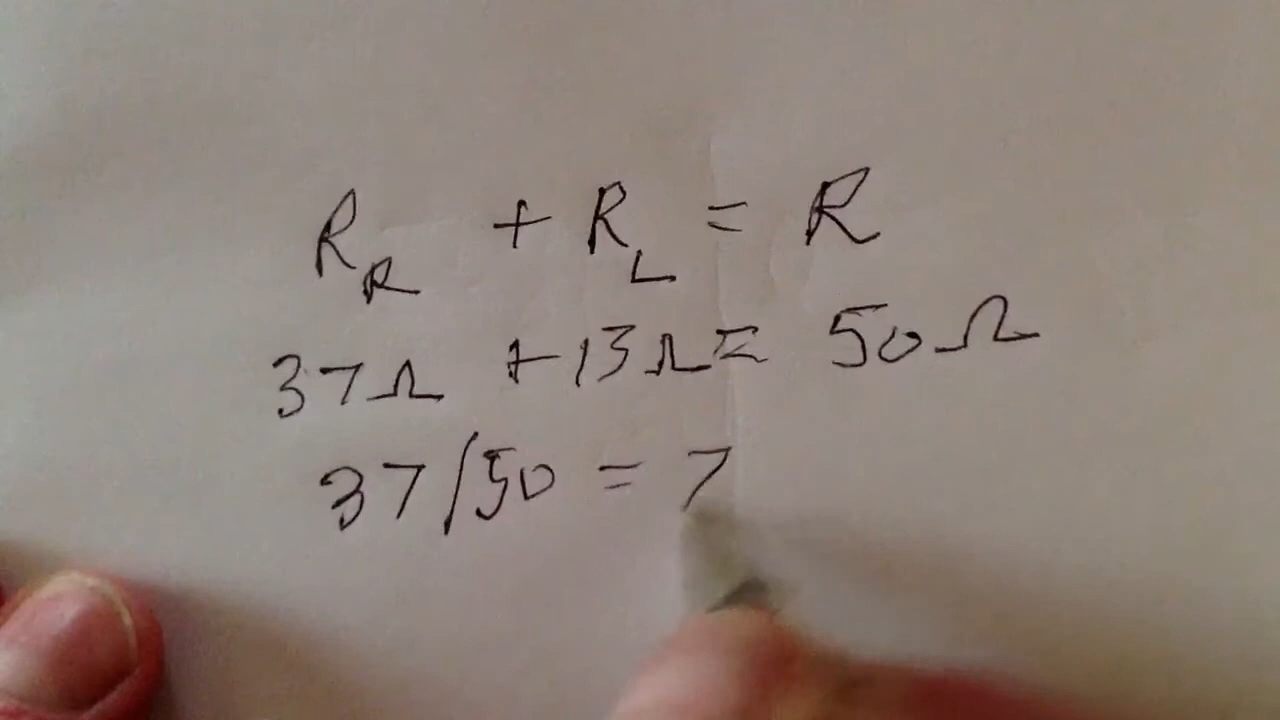 R_R + R_L = R
37Ω + 13Ω = 50Ω
37/50 = 7